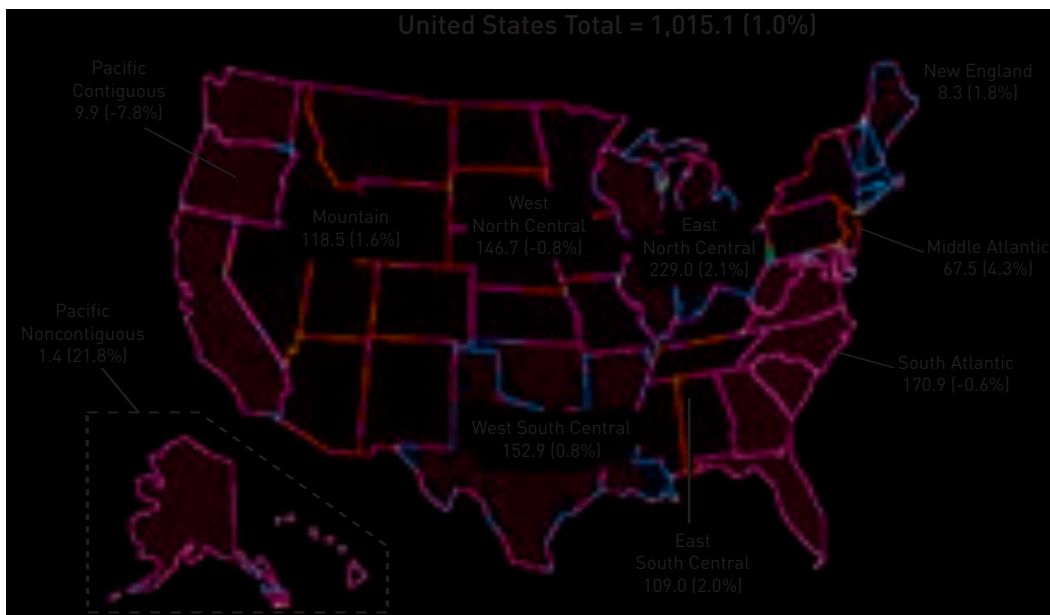 United States Total = 1,015.1 (1.0%)
Pacific
Contiguous
9.9 (-7.8%)
New England
8.3 (1.8%)
Mountain
118.5 (1.6%)
West
North Central
146.7 (-0.8%)
East
North Central
229.0 (2.1%)
Middle Atlantic
67.5 (4.3%)
Pacific
Noncontiguous
1.4 (21.8%)
South Atlantic
170.9 (-0.6%)
West South Central
152.9 (0.8%)
East
South Central
109.0 (2.0%)